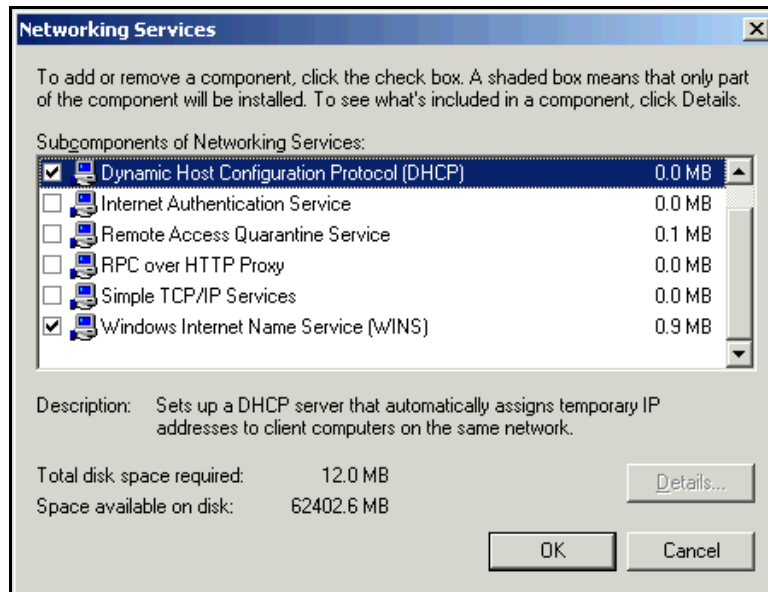 Networking Services
To add or remove a component, click the check box. A shaded box means that only part
of the component will be installed. To see what's included in a component, click Details.
Subcomponents of Networking Services:
Dynamic Host Configuration Protocol (DHCP) 0.0 MB
Internet Authentication Service 0.0 MB
Remote Access Quarantine Service 0.1 MB
RPC over HTTP Proxy 0.0 MB
Simple TCP/IP Services 0.0 MB
Windows Internet Name Service (WINS) 0.9 MB
Description: Sets up a DHCP server that automatically assigns temporary IP
addresses to client computers on the same network.
Total disk space required: 12.0 MB
Space available on disk: 62402.6 MB
Details...
OK Cancel